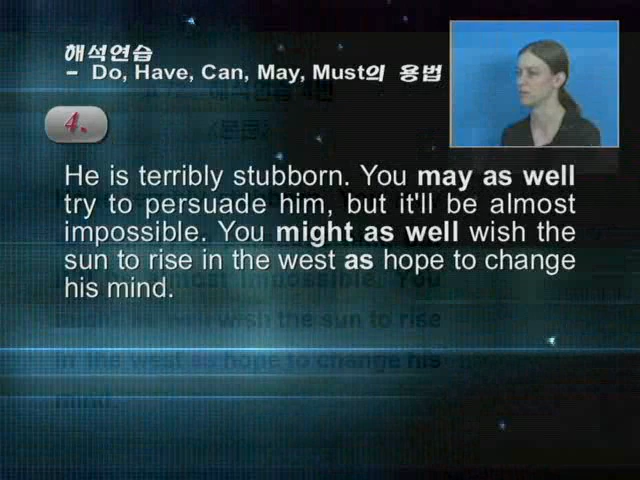 해석연습
- Do, Have, Can, May, Must의 용법
4.
He is terribly stubborn. You may as well
try to persuade him, but it'll be almost
impossible. You might as well wish the
sun to rise in the west as hope to change
his mind.